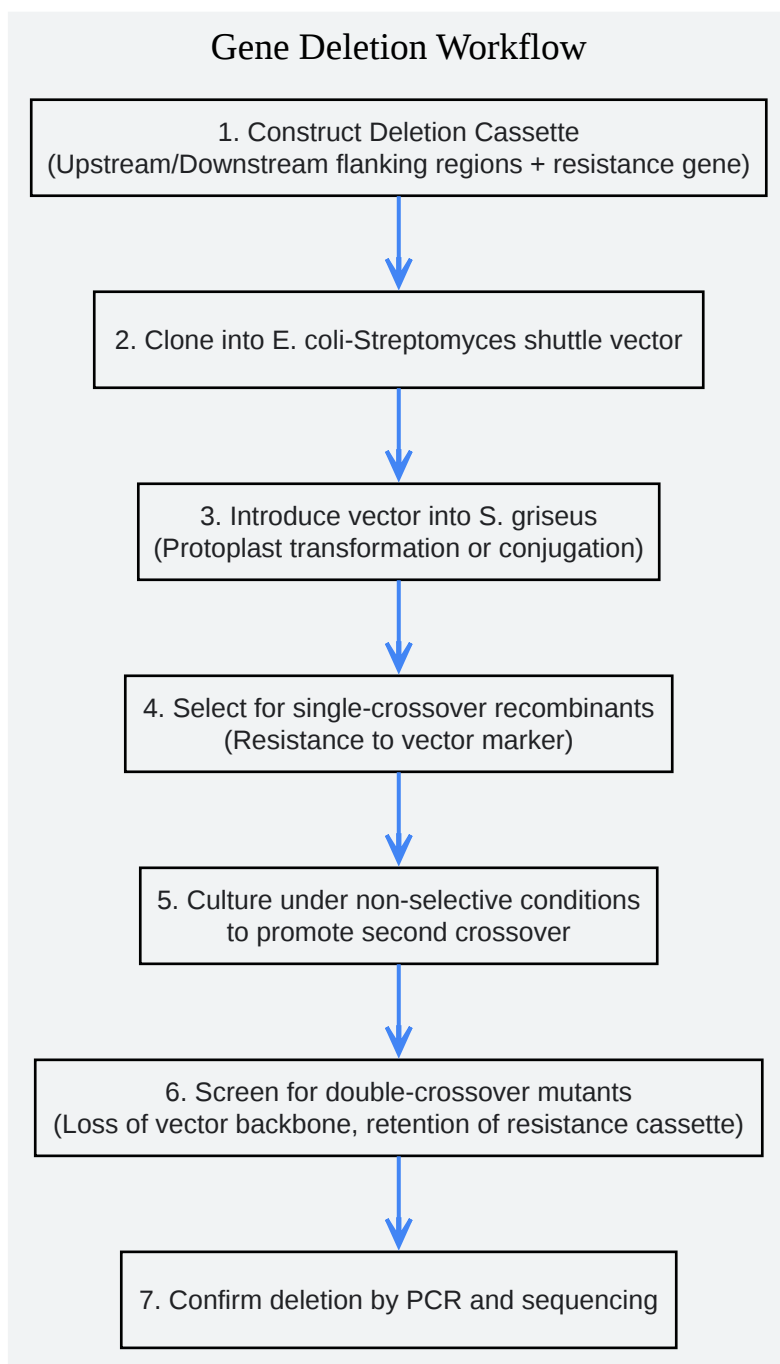 Gene Deletion Workflow
1. Construct Deletion Cassette
(Upstream/Downstream flanking regions + resistance gene)
2. Clone into E. coli-Streptomyces shuttle vector
3. Introduce vector into S. griseus
(Protoplast transformation or conjugation)
4. Select for single-crossover recombinants
(Resistance to vector marker)
5. Culture under non-selective conditions
to promote second crossover
6. Screen for double-crossover mutants
(Loss of vector backbone, retention of resistance cassette)
7. Confirm deletion by PCR and sequencing